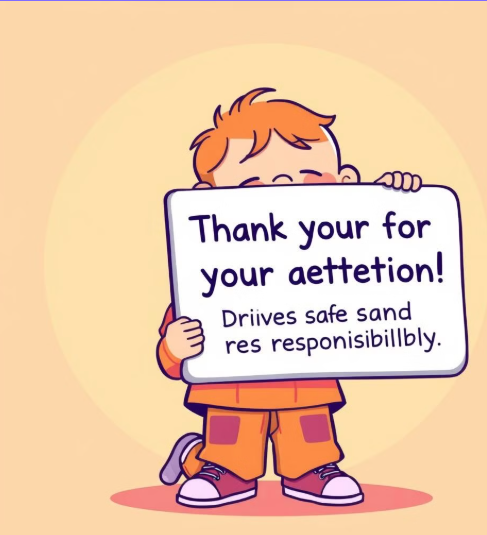 Thank your for
your aettetion!
Driives safe sand
res responisibillbly.